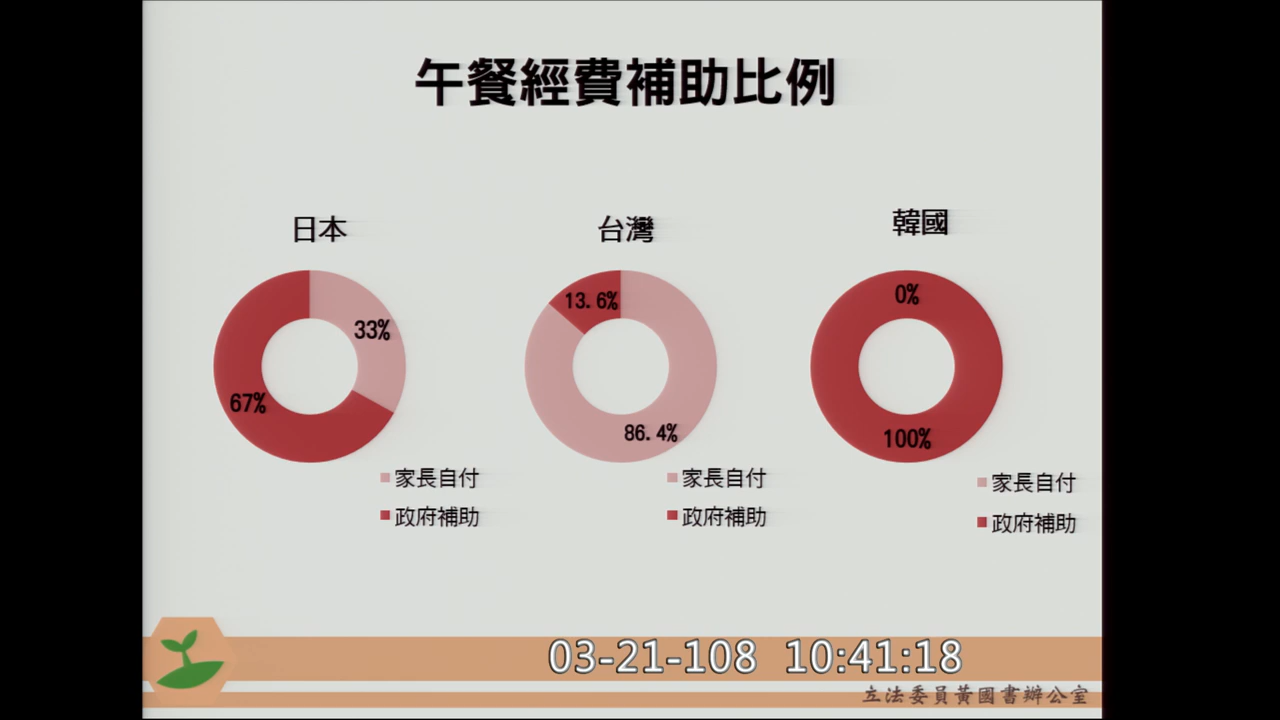 午餐經費補助比例
日本
台灣
韓國
33%
67%
13.6%
86.4%
0%
100%
家長自付
政府補助
家長自付
政府補助
家長自付
政府補助
03-21-108 10:41:18
立法委員黃國書辦公室